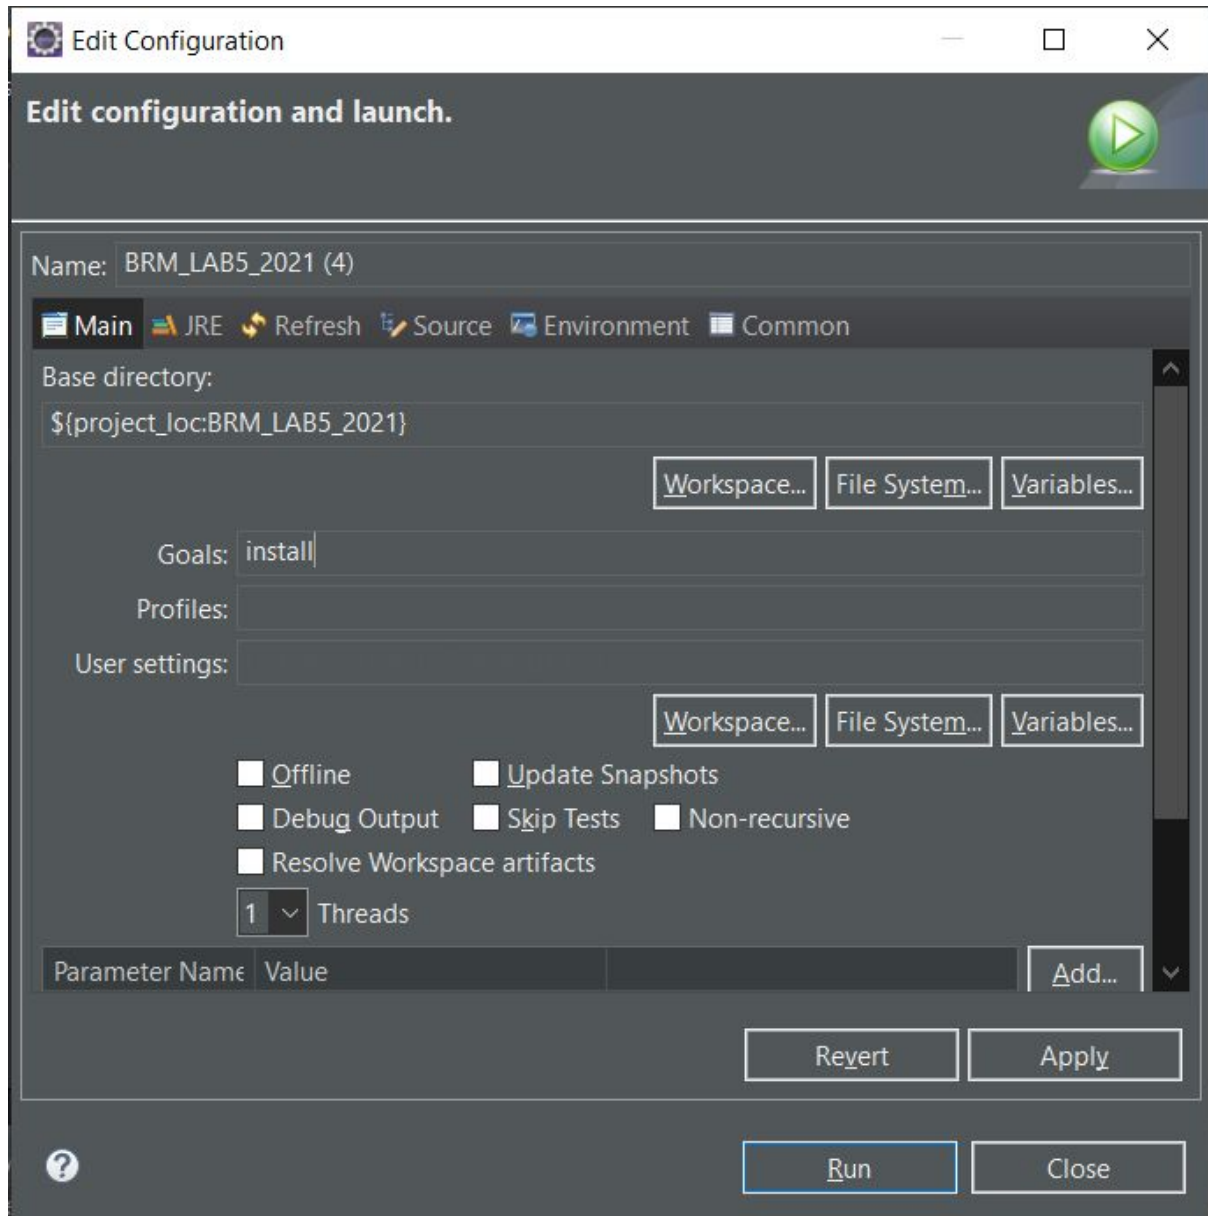 Edit Configuration
Edit configuration and launch.
Name: BRM_LAB5_2021 (4)
Main JRE Refresh Source Environment Common
Base directory:
${project_loc:BRM_LAB5_2021}
Workspace... File System... Variables...
Goals: install
Profiles:
User settings:
Workspace... File System... Variables...
Offline Update Snapshots
Debug Output Skip Tests Non-recursive
Resolve Workspace artifacts
1 Threads
Parameter Name Value Add...
Revert Apply
? Run Close